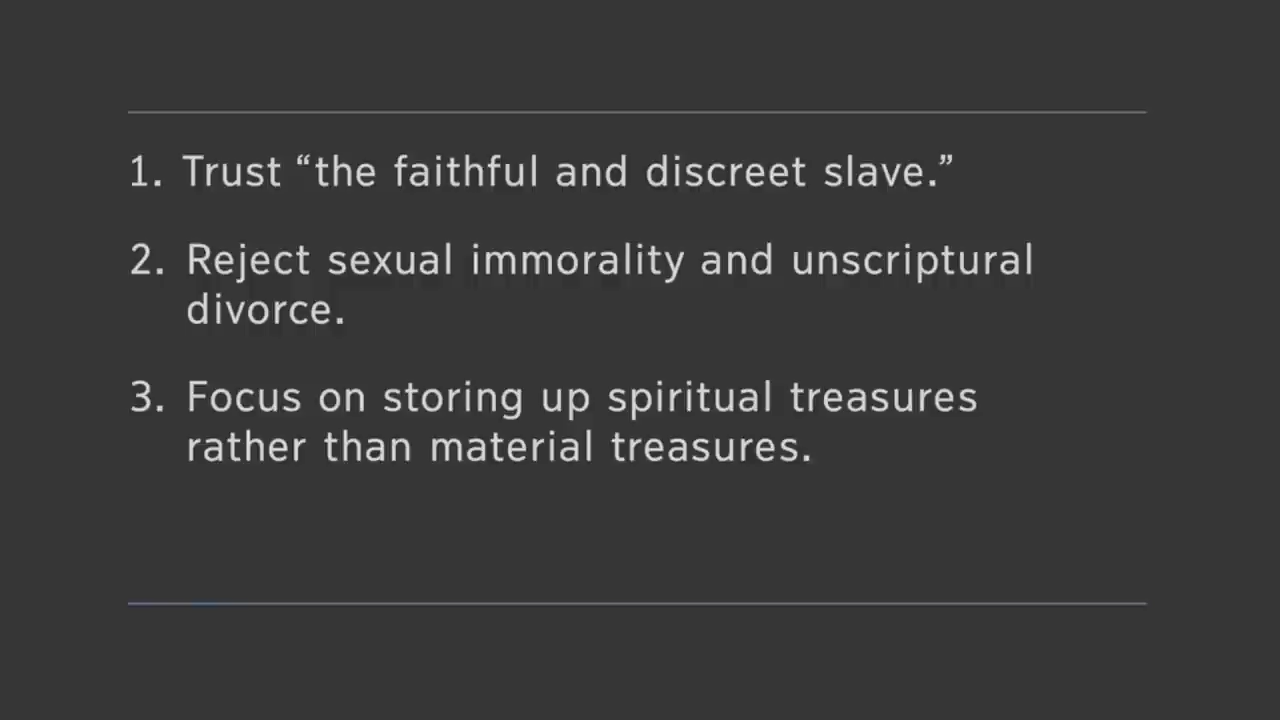 1. Trust “the faithful and discreet slave.”
2. Reject sexual immorality and unscriptural
divorce.
3. Focus on storing up spiritual treasures
rather than material treasures.